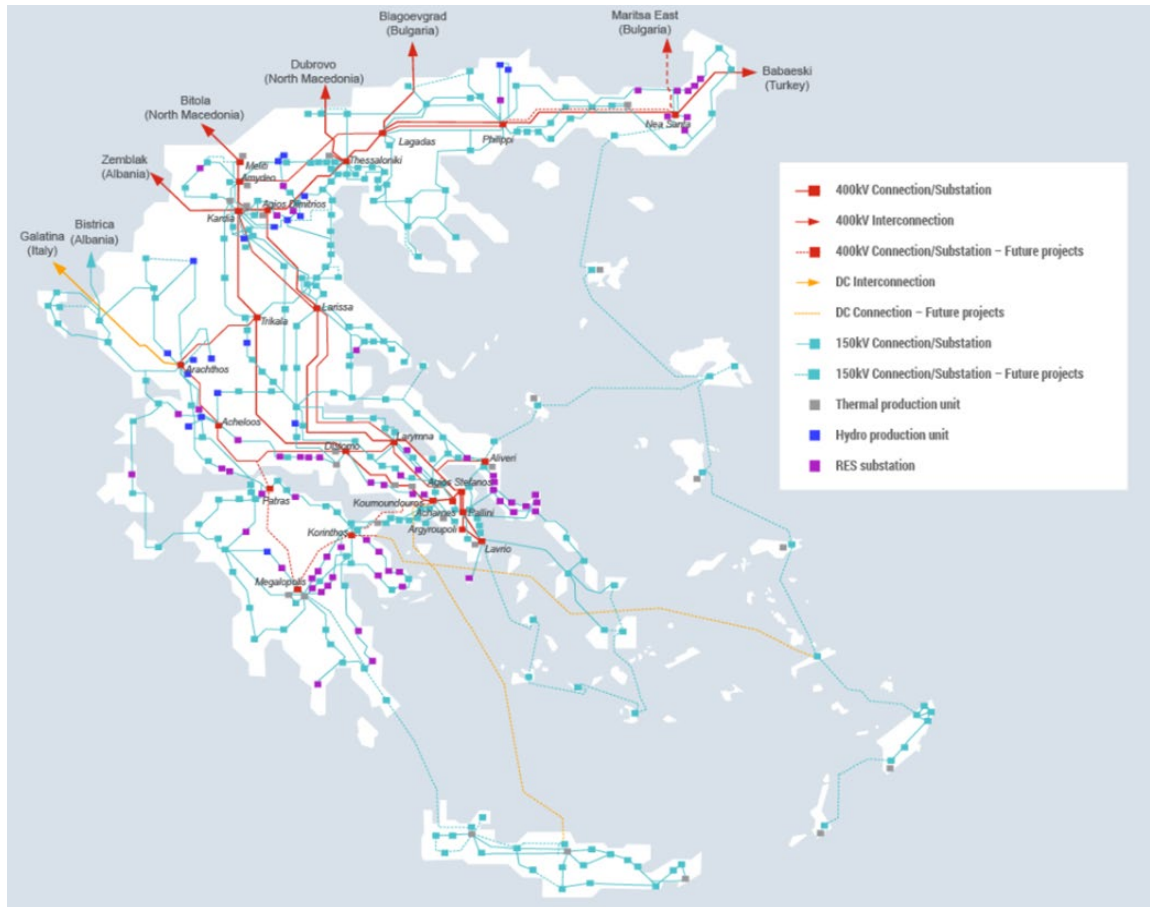 Blagoevgrad
(Bulgaria)
Maritsa East
(Bulgaria)
Dubrovo
(North Macedonia)
Babaeski
(Turkey)
Bitola
(North Macedonia)
Zemblak
(Albania)
Bistrica
(Albania)
Galatina
(Italy)
Lagadas
Philippi
Nea Santa
Thessaloniki
Meliti
Amydeo
Agios Dimitrios
Kardia
Larissa
Trikala
Arachthos
Acheloos
Distomo
Larymna
Aliveri
Agios Stefanos
Patras
Koumoundouros
Acharnes
Pallini
Argyroupoli
Korinthos
Lavrio
Megalopolis
400kV Connection/Substation
400kV Interconnection
400kV Connection/Substation – Future projects
DC Interconnection
DC Connection – Future projects
150kV Connection/Substation
150kV Connection/Substation – Future projects
Thermal production unit
Hydro production unit
RES substation